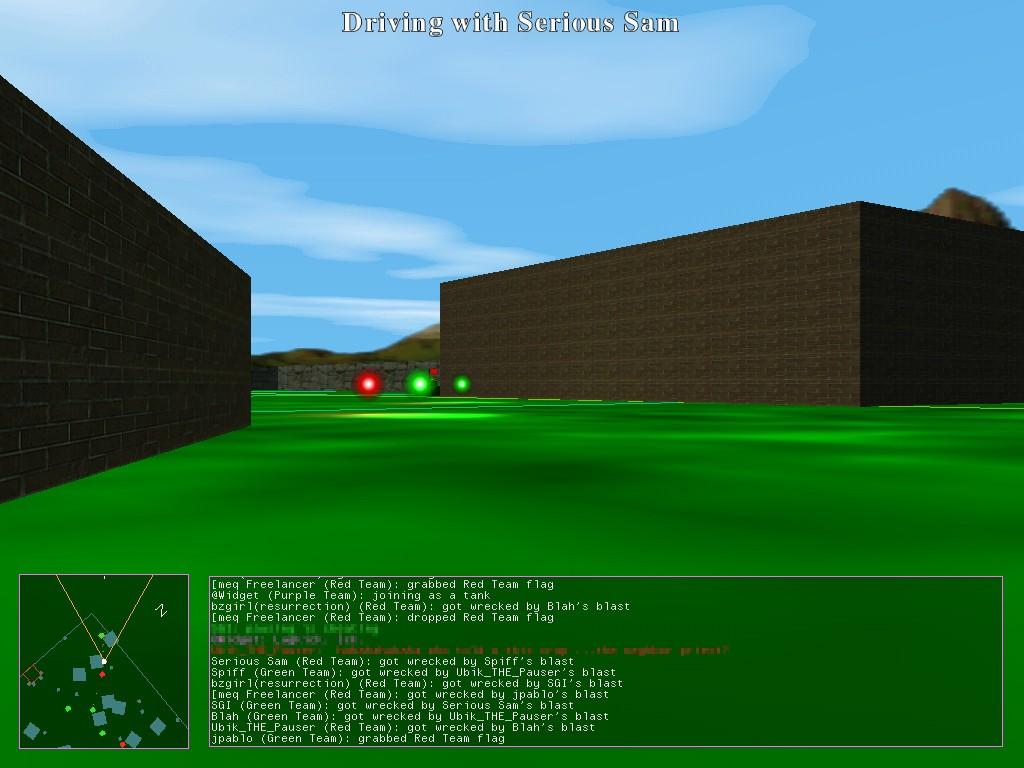 Driving with Serious Sam
[meq Freelancer (Red Team): grabbed Red Team flag
@Widget (Purple Team): joining as a tank
bzgirl(resurrection) (Red Team): got wrecked by Blah's blast
[meq Freelancer (Red Team): dropped Red Team flag
Serious Sam (Red Team): got wrecked by Spiff's blast
Spiff (Green Team): got wrecked by Ubik_THE_Pauser's blast
bzgirl(resurrection) (Red Team): got wrecked by SGI's blast
[meq Freelancer (Red Team): got wrecked by jpablo's blast
SGI (Green Team): got wrecked by Serious Sam's blast
Blah (Green Team): got wrecked by Ubik_THE_Pauser's blast
Ubik_THE_Pauser (Red Team): got wrecked by Blah's blast
jpablo (Green Team): grabbed Red Team flag
N